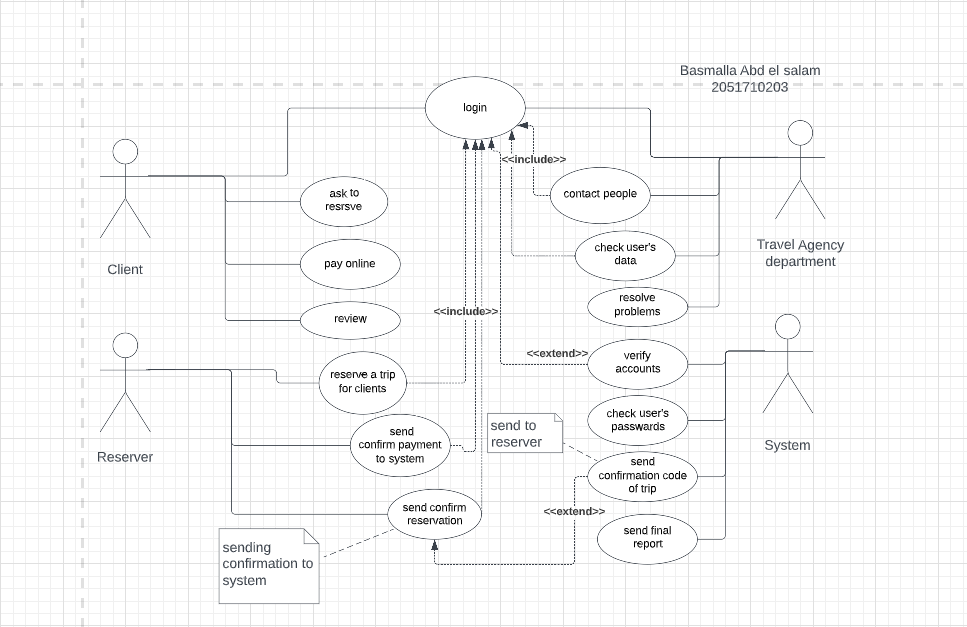 Basmalla Abd el salam
2051710203
login
<<include>>
contact people
ask to
resrsve
Travel Agency
department
check user's
data
pay online
Client
resolve
problems
review
<<include>>
<<extend>>
verify
accounts
reserve a trip
for clients
check user's
passwards
send to
reserver
send
confirm payment
to system
System
Reserver
send
confirmation code
of trip
<<extend>>
send confirm
reservation
send final
report
sending
confirmation to
system